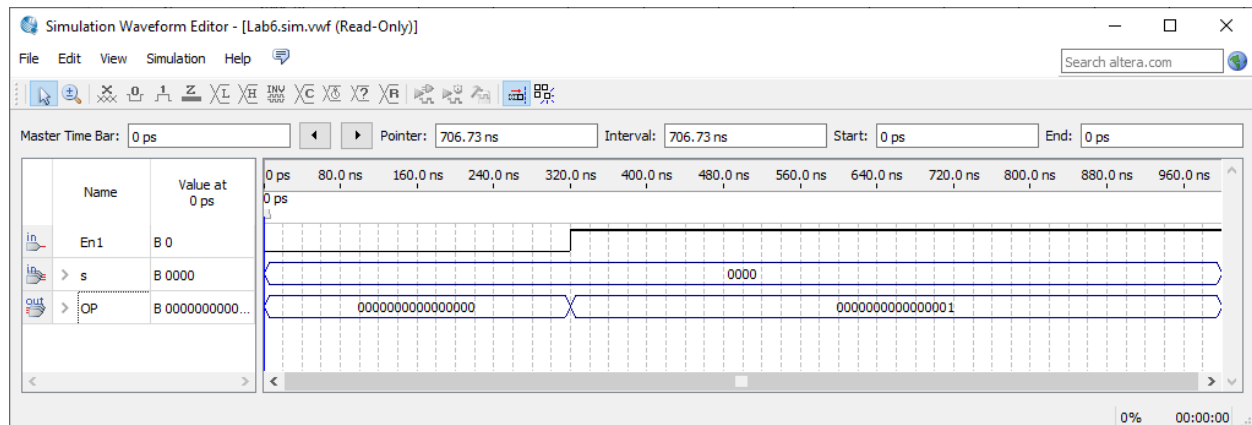 Simulation Waveform Editor - [Lab6.sim.vwf (Read-Only)]
File Edit View Simulation Help
Search altera.com
Master Time Bar: 0 ps Pointer: 706.73 ns Interval: 706.73 ns Start: 0 ps End: 0 ps
Name Value at 0 ps
0 ps 80.0 ns 160.0 ns 240.0 ns 320.0 ns 400.0 ns 480.0 ns 560.0 ns 640.0 ns 720.0 ns 800.0 ns 880.0 ns 960.0 ns
0 ps
in En1 B 0
in s B 0000 0000
out OP B 0000000000... 0000000000000000 0000000000000001
0% 00:00:00